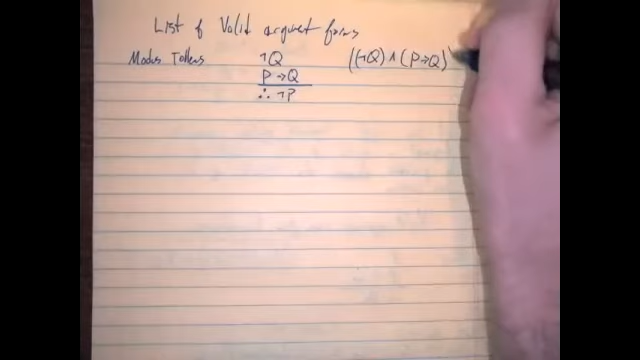 List of Valid argument forms
Modus Tollens ¬Q ((¬Q) ∧ (P→Q)
P→Q
∴ ¬P